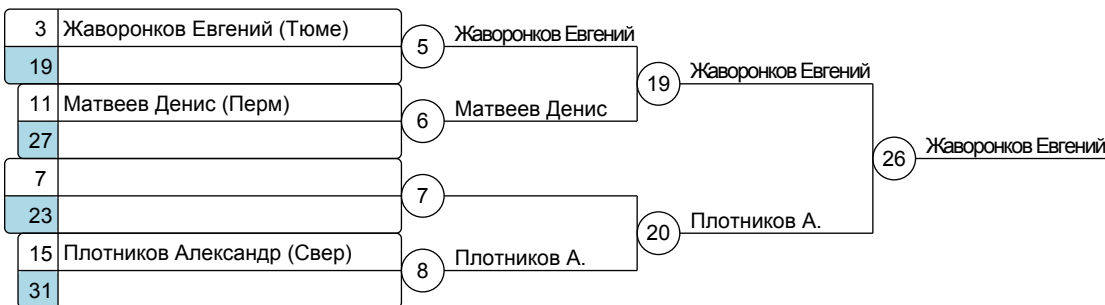 3 Жаворонков Евгений (Тюме)
5
Жаворонков Евгений
19
19
Жаворонков Евгений
11 Матвеев Денис (Перм)
6
Матвеев Денис
27
26
Жаворонков Евгений
7
7
23
20
Плотников А.
15 Плотников Александр (Свер)
8
Плотников А.
31